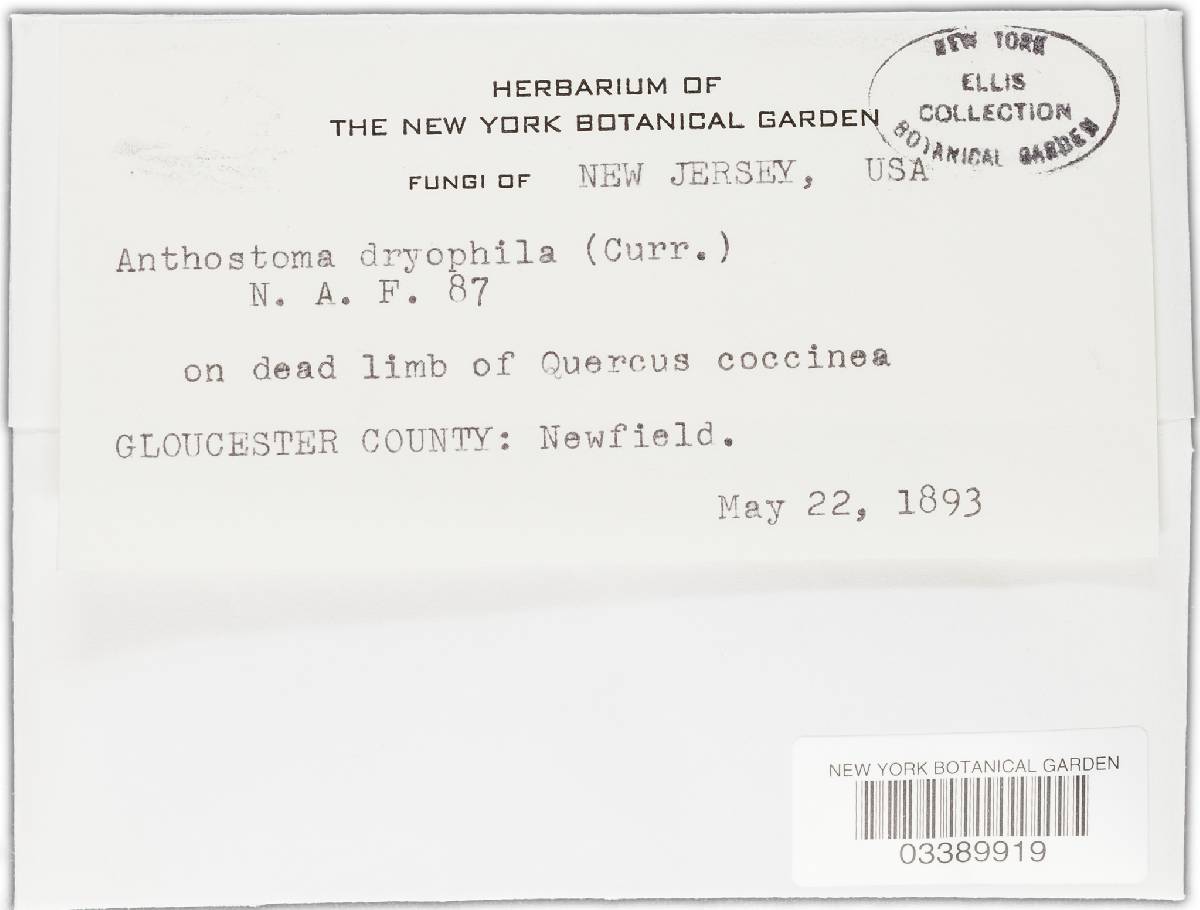 NEW YORK
ELLIS
COLLECTION
BOTANICAL GARDEN
HERBARIUM OF
THE NEW YORK BOTANICAL GARDEN
FUNGI OF NEW JERSEY, USA
Anthostoma dryophila (Curr.)
N. A. F. 87
on dead limb of Quercus coccinea
GLOUCESTER COUNTY: Newfield.
May 22, 1893
NEW YORK BOTANICAL GARDEN
03389919